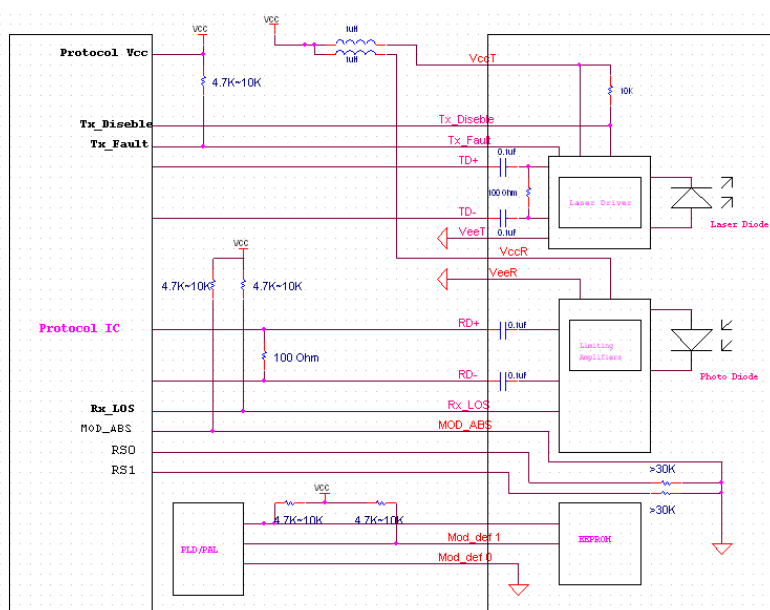 VCC
VCC
1uH
1uH
Protocol Vcc
4.7K~10K
VccT
10K
Tx_Diseble
Tx_Diseble
Tx_Fault
Tx_Fault
0.1uF
TD+
100 Ohm
Laser Driver
TD-
0.1uF
Laser Diode
VeeT
VCC
VccR
VeeR
4.7K~10K
4.7K~10K
Protocol IC
RD+
0.1uF
Limiting
Amplifiers
100 Ohm
RD-
0.1uF
Photo Diode
Rx_LOS
Rx_LOS
MOD_ABS
MOD_ABS
RS0
>30K
RS1
VCC
>30K
4.7K~10K
4.7K~10K
PLD/PAL
Mod_def 1
EEPROM
Mod_def 0